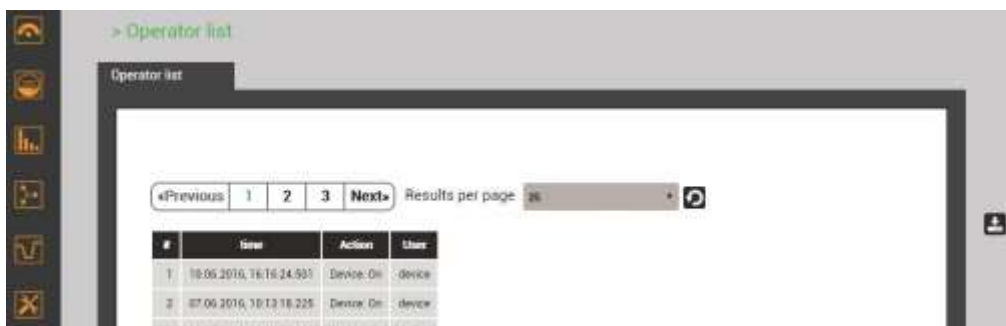 > Operator list
Operator list
«Previous 1 2 3 Next» Results per page
# time Action User
1 10.06.2016, 16:16:24.501 Device: On device
2 07.06.2016, 10:13:18.225 Device: On device